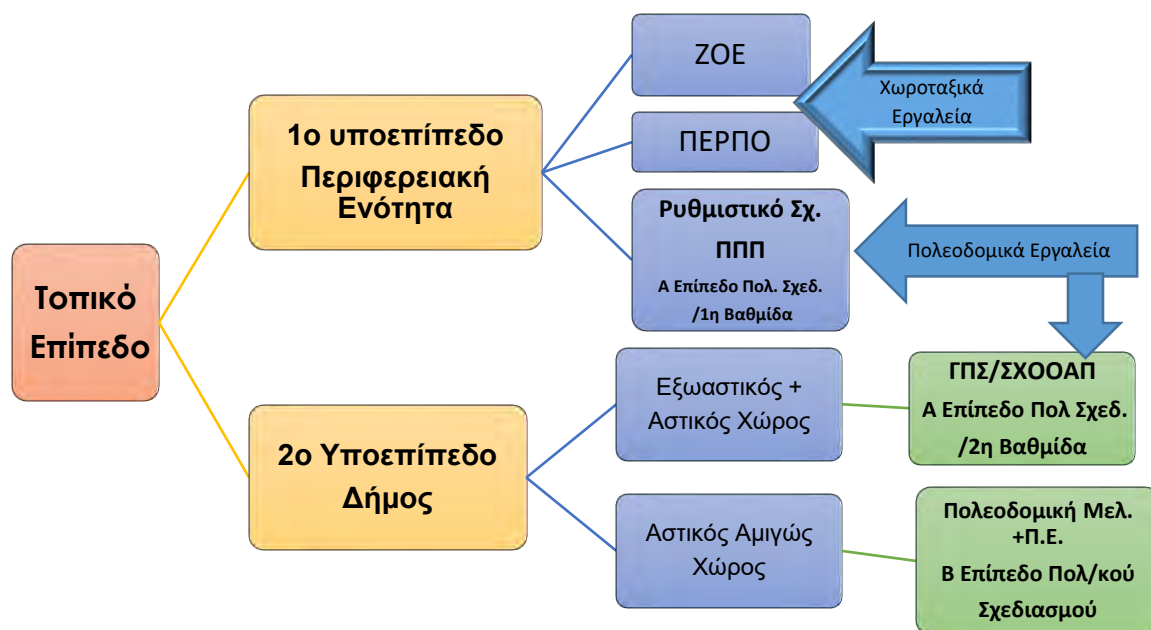 Τοπικό
Επίπεδο
1ο υποεπίπεδο
Περιφερειακή
Ενότητα
ΖΟΕ
ΠΕΡΠΟ
Χωροταξικά
Εργαλεία
Ρυθμιστικό Σχ.
ΠΠΠ
Α Επίπεδο Πολ. Σχεδ.
/1η Βαθμίδα
Πολεοδομικά Εργαλεία
2ο Υποεπίπεδο
Δήμος
Εξωαστικός +
Αστικός Χώρος
ΓΠΣ/ΣΧΟΟΑΠ
Α Επίπεδο Πολ Σχεδ.
/2η Βαθμίδα
Αστικός Αμιγώς
Χώρος
Πολεοδομική Μελ.
+Π.Ε.
Β Επίπεδο Πολ/κού
Σχεδιασμού